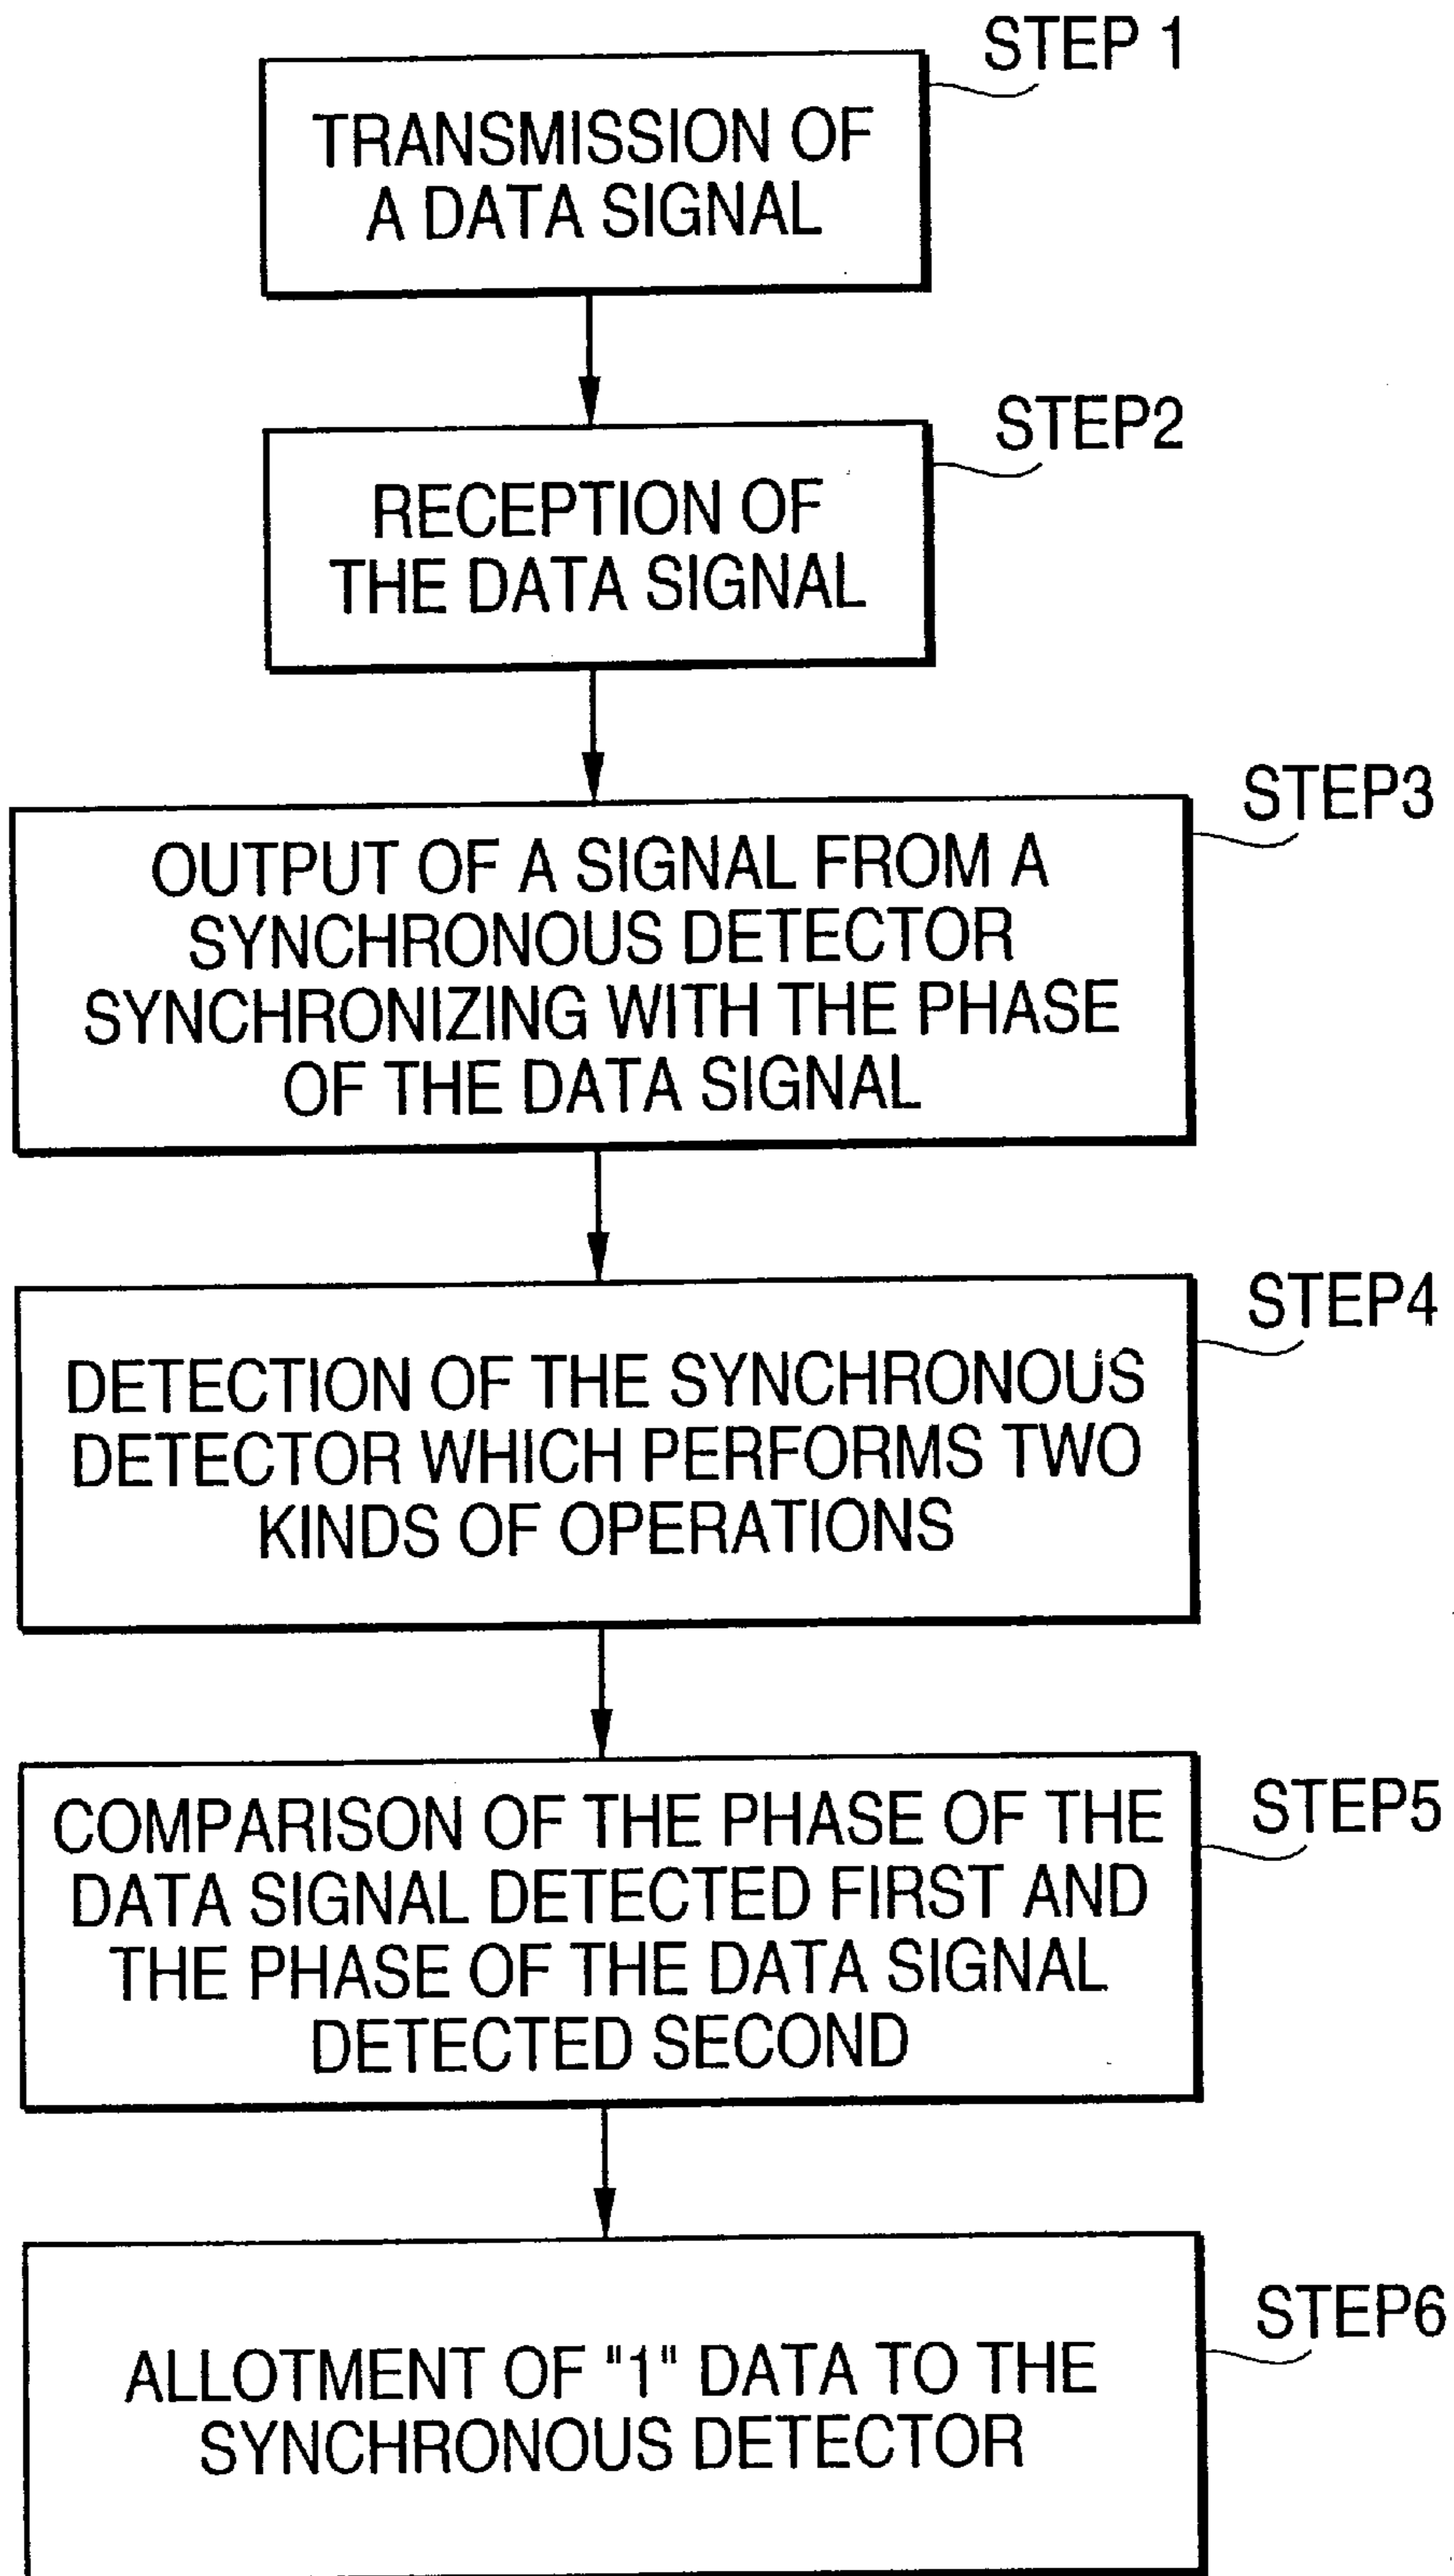 STEP 1
TRANSMISSION OF
A DATA SIGNAL
STEP2
RECEPTION OF
THE DATA SIGNAL
STEP3
OUTPUT OF A SIGNAL FROM A
SYNCHRONOUS DETECTOR
SYNCHRONIZING WITH THE PHASE
OF THE DATA SIGNAL
STEP4
DETECTION OF THE SYNCHRONOUS
DETECTOR WHICH PERFORMS TWO
KINDS OF OPERATIONS
STEP5
COMPARISON OF THE PHASE OF THE
DATA SIGNAL DETECTED FIRST AND
THE PHASE OF THE DATA SIGNAL
DETECTED SECOND
STEP6
ALLOTMENT OF "1" DATA TO THE
SYNCHRONOUS DETECTOR